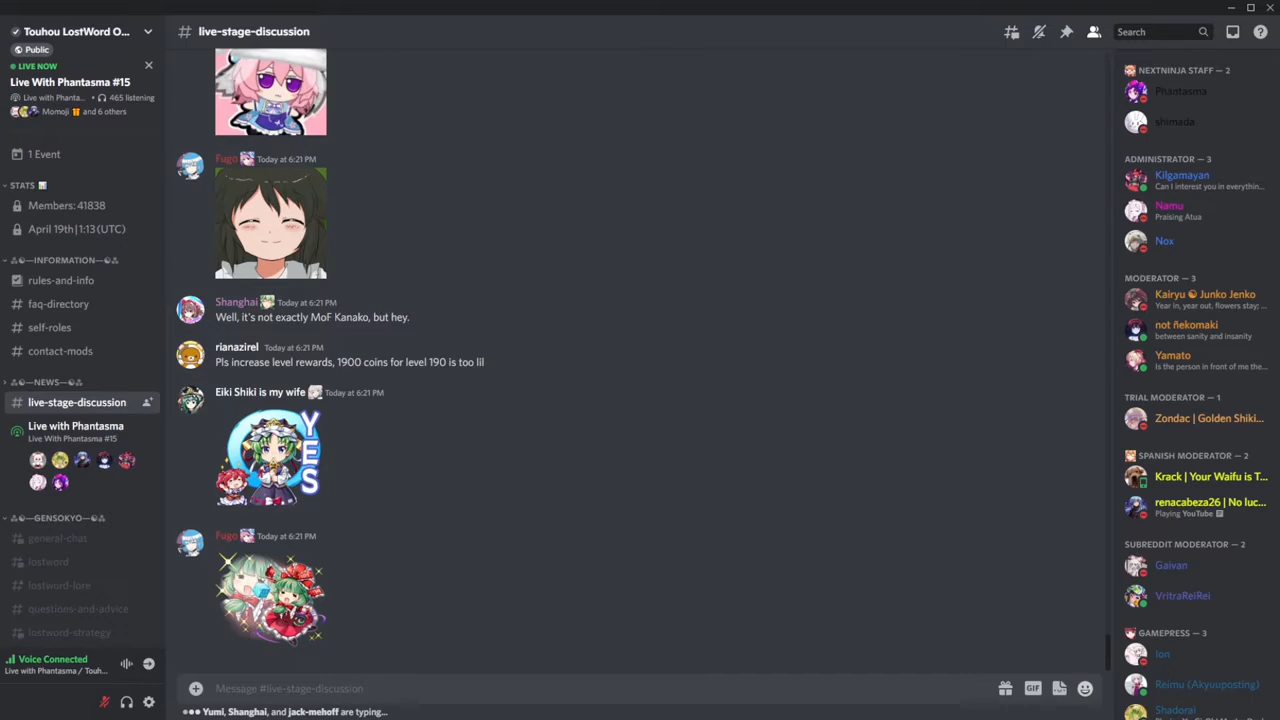 Touhou LostWord O...
Public
LIVE NOW
Live With Phantasma #15
Live with Phanta... • 465 listening
Momoji and 6 others
1 Event
STATS
Members: 41838
April 19th | 1:13 (UTC)
—INFORMATION—
rules-and-info
faq-directory
self-roles
contact-mods
—NEWS—
live-stage-discussion
Live with Phantasma
Live With Phantasma #15
—GENSOKYO—
general-chat
lostword
lostword-lore
questions-and-advice
lostword-strategy
Voice Connected
Live with Phantasma / Touh...
# live-stage-discussion
Search
Fugo Today at 6:21 PM
Shanghai Today at 6:21 PM
Well, it's not exactly MoF Kanako, but hey.
rianazirel Today at 6:21 PM
Pls increase level rewards, 1900 coins for level 190 is too lil
Eiki Shiki is my wife Today at 6:21 PM
YES
Fugo Today at 6:21 PM
Message #live-stage-discussion
GIF
Yumi, Shanghai, and jack-mehoff are typing...
NEXTNINJA STAFF — 2
Phantasma
shimada
ADMINISTRATOR — 3
Kilgamayan
Can I interest you in everythin...
Namu
Praising Atua
Nox
MODERATOR — 3
Kairyu ☯ Junko Jenko
Year in, year out, flowers stay; ...
not ñekomaki
between sanity and insanity
Yamato
Is the person in front of me the...
TRIAL MODERATOR — 1
Zondac | Golden Shiki...
SPANISH MODERATOR — 2
Krack | Your Waifu is T...
renacabeza26 | No luc...
Playing YouTube
SUBREDDIT MODERATOR — 2
Gaivan
VritraReiRei
GAMEPRESS — 3
Ion
Reimu (Akyuuposting)
Shadorai